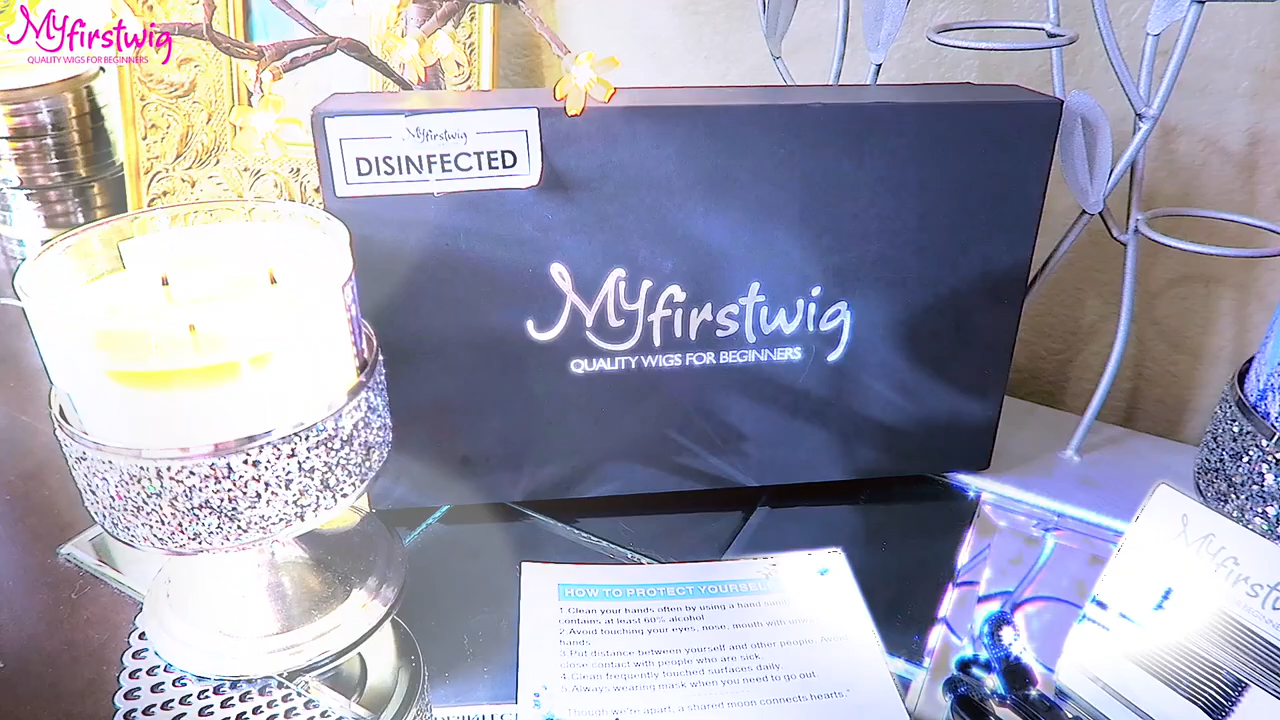 Myfirstwig
QUALITY WIGS FOR BEGINNERS
Myfirstwig
DISINFECTED
Myfirstwig
QUALITY WIGS FOR BEGINNERS
HOW TO PROTECT YOURSELF
1.Clean your hands often by using a hand
contains at least 60% alcohol
2.Avoid touching your eyes, nose, mouth with
hands
3.Put distance between yourself and other people. Avoid
close contact with people who are sick.
4.Clean frequently touched surfaces daily.
5.Always wearing mask when you need to go out.
"Though we're apart, a shared moon connects hearts."
Myfirst